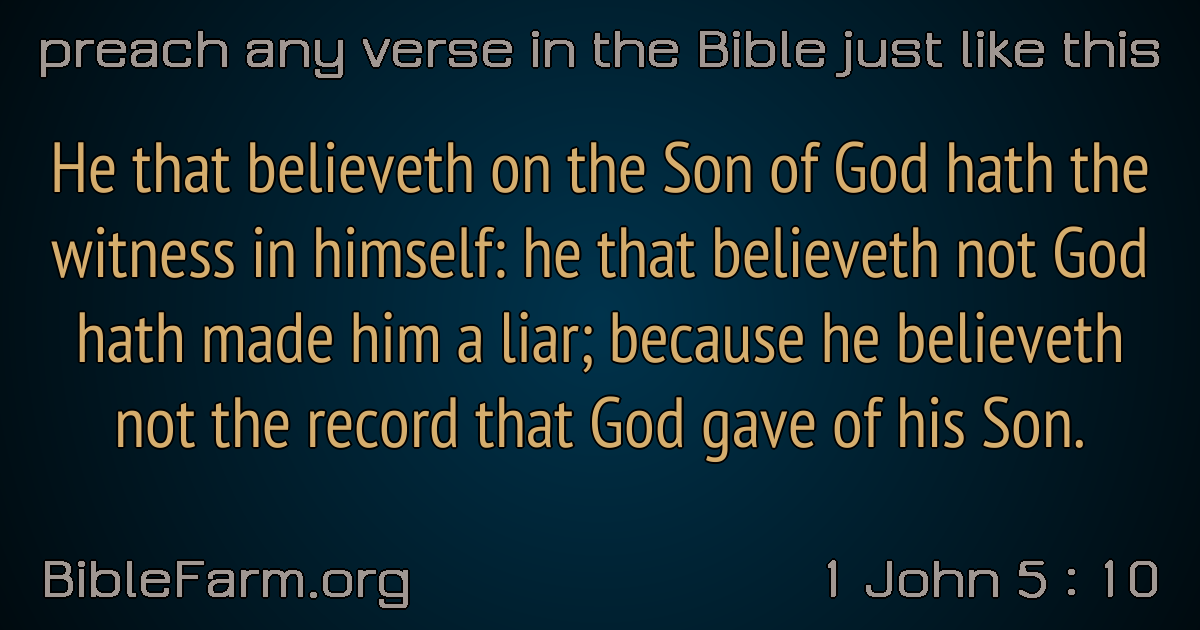 preach any verse in the Bible just like this
He that believeth on the Son of God hath the
witness in himself: he that believeth not God
hath made him a liar; because he believeth
not the record that God gave of his Son.
BibleFarm.org
1 John 5 : 10